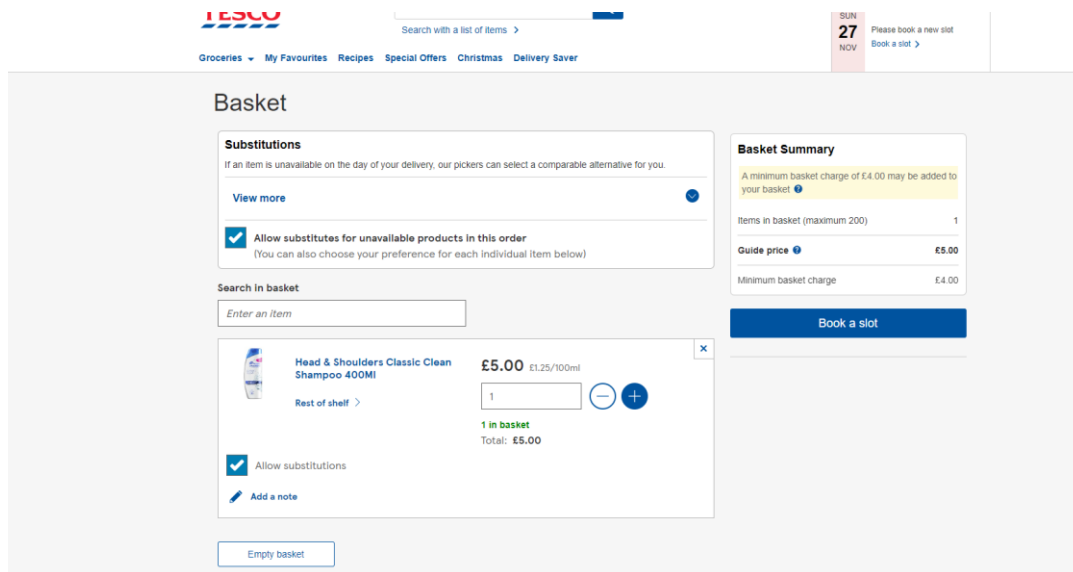 TESCO
Search with a list of items >
SUN
27
NOV
Please book a new slot
Book a slot >
Groceries My Favourites Recipes Special Offers Christmas Delivery Saver
Basket
Substitutions
If an item is unavailable on the day of your delivery, our pickers can select a comparable alternative for you.
View more
Allow substitutes for unavailable products in this order
(You can also choose your preference for each individual item below)
Search in basket
Enter an item
Head & Shoulders Classic Clean
Shampoo 400Ml
Rest of shelf >
£5.00 £1.25/100ml
1
1 in basket
Total: £5.00
Allow substitutions
Add a note
Empty basket
Basket Summary
A minimum basket charge of £4.00 may be added to
your basket ?
Items in basket (maximum 200) 1
Guide price ? £5.00
Minimum basket charge £4.00
Book a slot